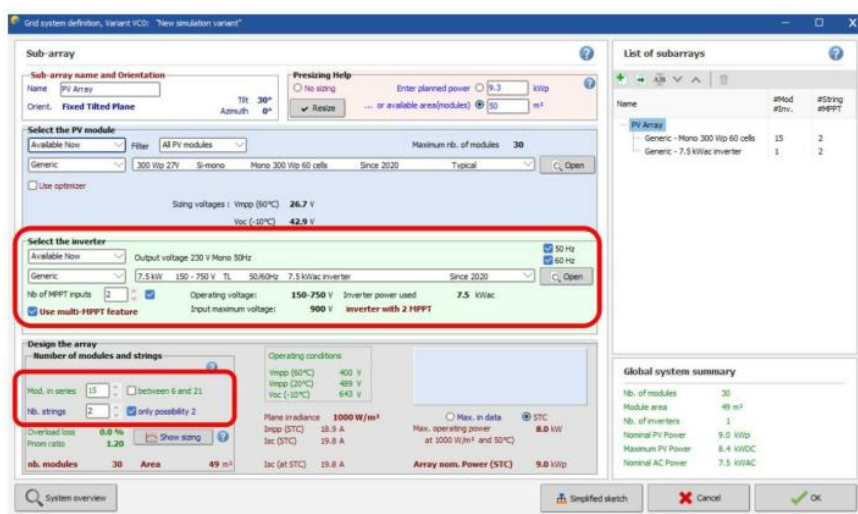 Grid system definition, Variant VC0: "New simulation variant"
Sub-array
Sub-array name and Orientation
Name PV Array
Orient. Fixed Tilted Plane
Tilt 30°
Azimuth 0°
Presizing Help
No sizing
Enter planned power 9.3 kWp
Resize ... or available area(modules) 50 m²
Select the PV module
Available Now Filter All PV modules Maximum nb. of modules 30
Generic 300 Wp 27V Si-mono Mono 300 Wp 60 cells Since 2020 Typical Open
Use optimizer
Sizing voltages : Vmpp (60°C) 26.7 V
Voc (-10°C) 42.9 V
Select the inverter
Available Now Output voltage 230 V Mono 50Hz
50 Hz
60 Hz
Generic 7.5 kW 150 - 750 V TL 50/60Hz 7.5 kWac inverter Since 2020 Open
Nb of MPPT inputs 2 Operating voltage: 150-750 V Inverter power used 7.5 kWac
Use multi-MPPT feature Input maximum voltage: 900 V inverter with 2 MPPT
Design the array
Number of modules and strings
Mod. in series 15 between 6 and 21
Nb. strings 2 only possibility 2
Overload loss 0.0 %
Pnom ratio 1.20
Show sizing
nb. modules 30 Area 49 m²
Operating conditions
Vmpp (60°C) 400 V
Vmpp (20°C) 489 V
Voc (-10°C) 643 V
Plane irradiance 1000 W/m²
Impp (STC) 18.9 A
Isc (STC) 19.8 A
Isc (at STC) 19.8 A
Max. in data STC
Max. operating power 8.0 kW
at 1000 W/m² and 50°C)
Array nom. Power (STC) 9.0 kWp
List of subarrays
Name #Mod #String
#Inv. #MPPT
PV Array
Generic - Mono 300 Wp 60 cells 15 2
Generic - 7.5 kWac inverter 1 2
Global system summary
Nb. of modules 30
Module area 49 m²
Nb. of inverters 1
Nominal PV Power 9.0 kWp
Maximum PV Power 8.4 kWDC
Nominal AC Power 7.5 kWAC
System overview
Simplified sketch
Cancel
OK